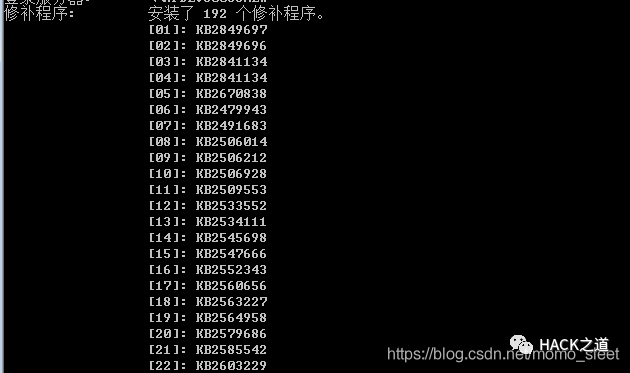 修补程序: 安装了 192 个修补程序。
[01]: KB2849697
[02]: KB2849696
[03]: KB2841134
[04]: KB2841134
[05]: KB2670838
[06]: KB2479943
[07]: KB2491683
[08]: KB2506014
[09]: KB2506212
[10]: KB2506928
[11]: KB2509553
[12]: KB2533552
[13]: KB2534111
[14]: KB2545698
[15]: KB2547666
[16]: KB2552343
[17]: KB2560656
[18]: KB2563227
[19]: KB2564958
[20]: KB2579686
[21]: KB2585542
[22]: KB2603229
HACK之道
https://blog.csdn.net/momo_sleet